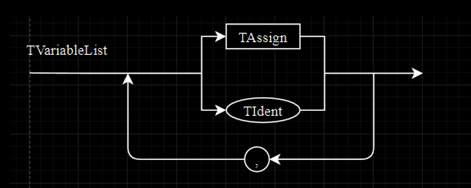 TVariableList
TAssign
TIdent
,